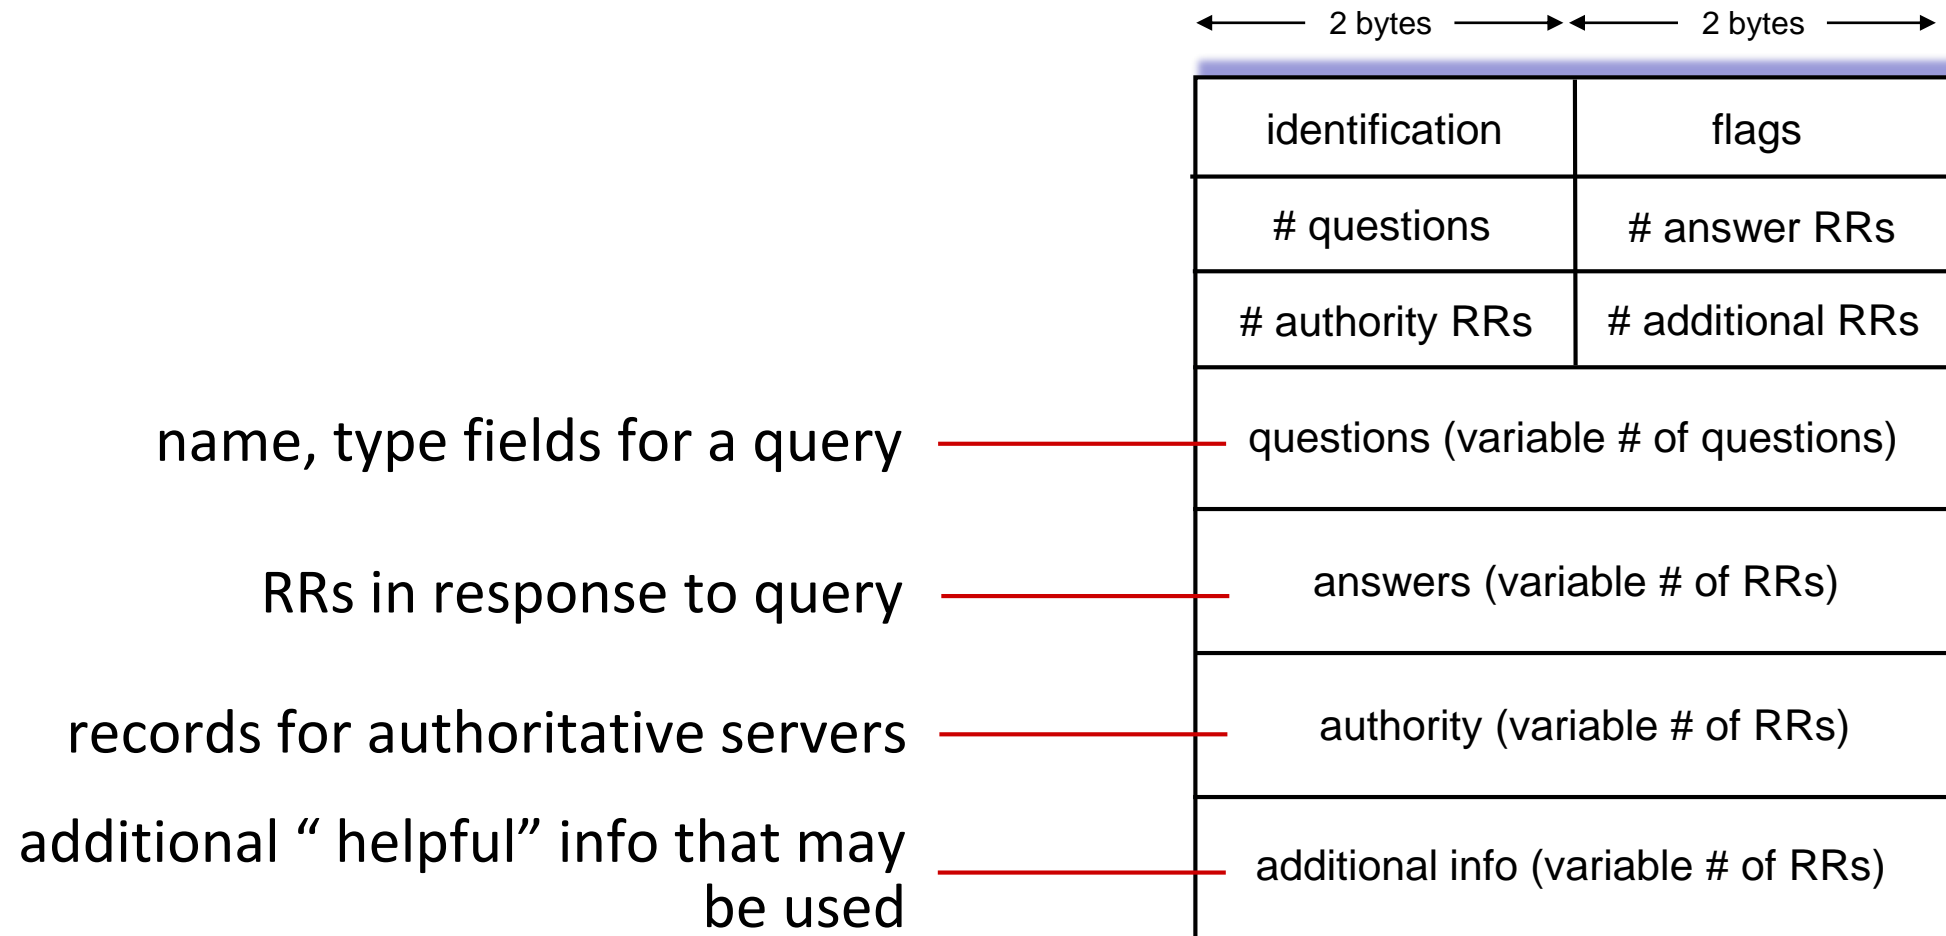 2 bytes 2 bytes
identification flags
# questions # answer RRs
# authority RRs # additional RRs
name, type fields for a query questions (variable # of questions)
RRs in response to query answers (variable # of RRs)
records for authoritative servers authority (variable # of RRs)
additional “ helpful” info that may
be used
additional info (variable # of RRs)